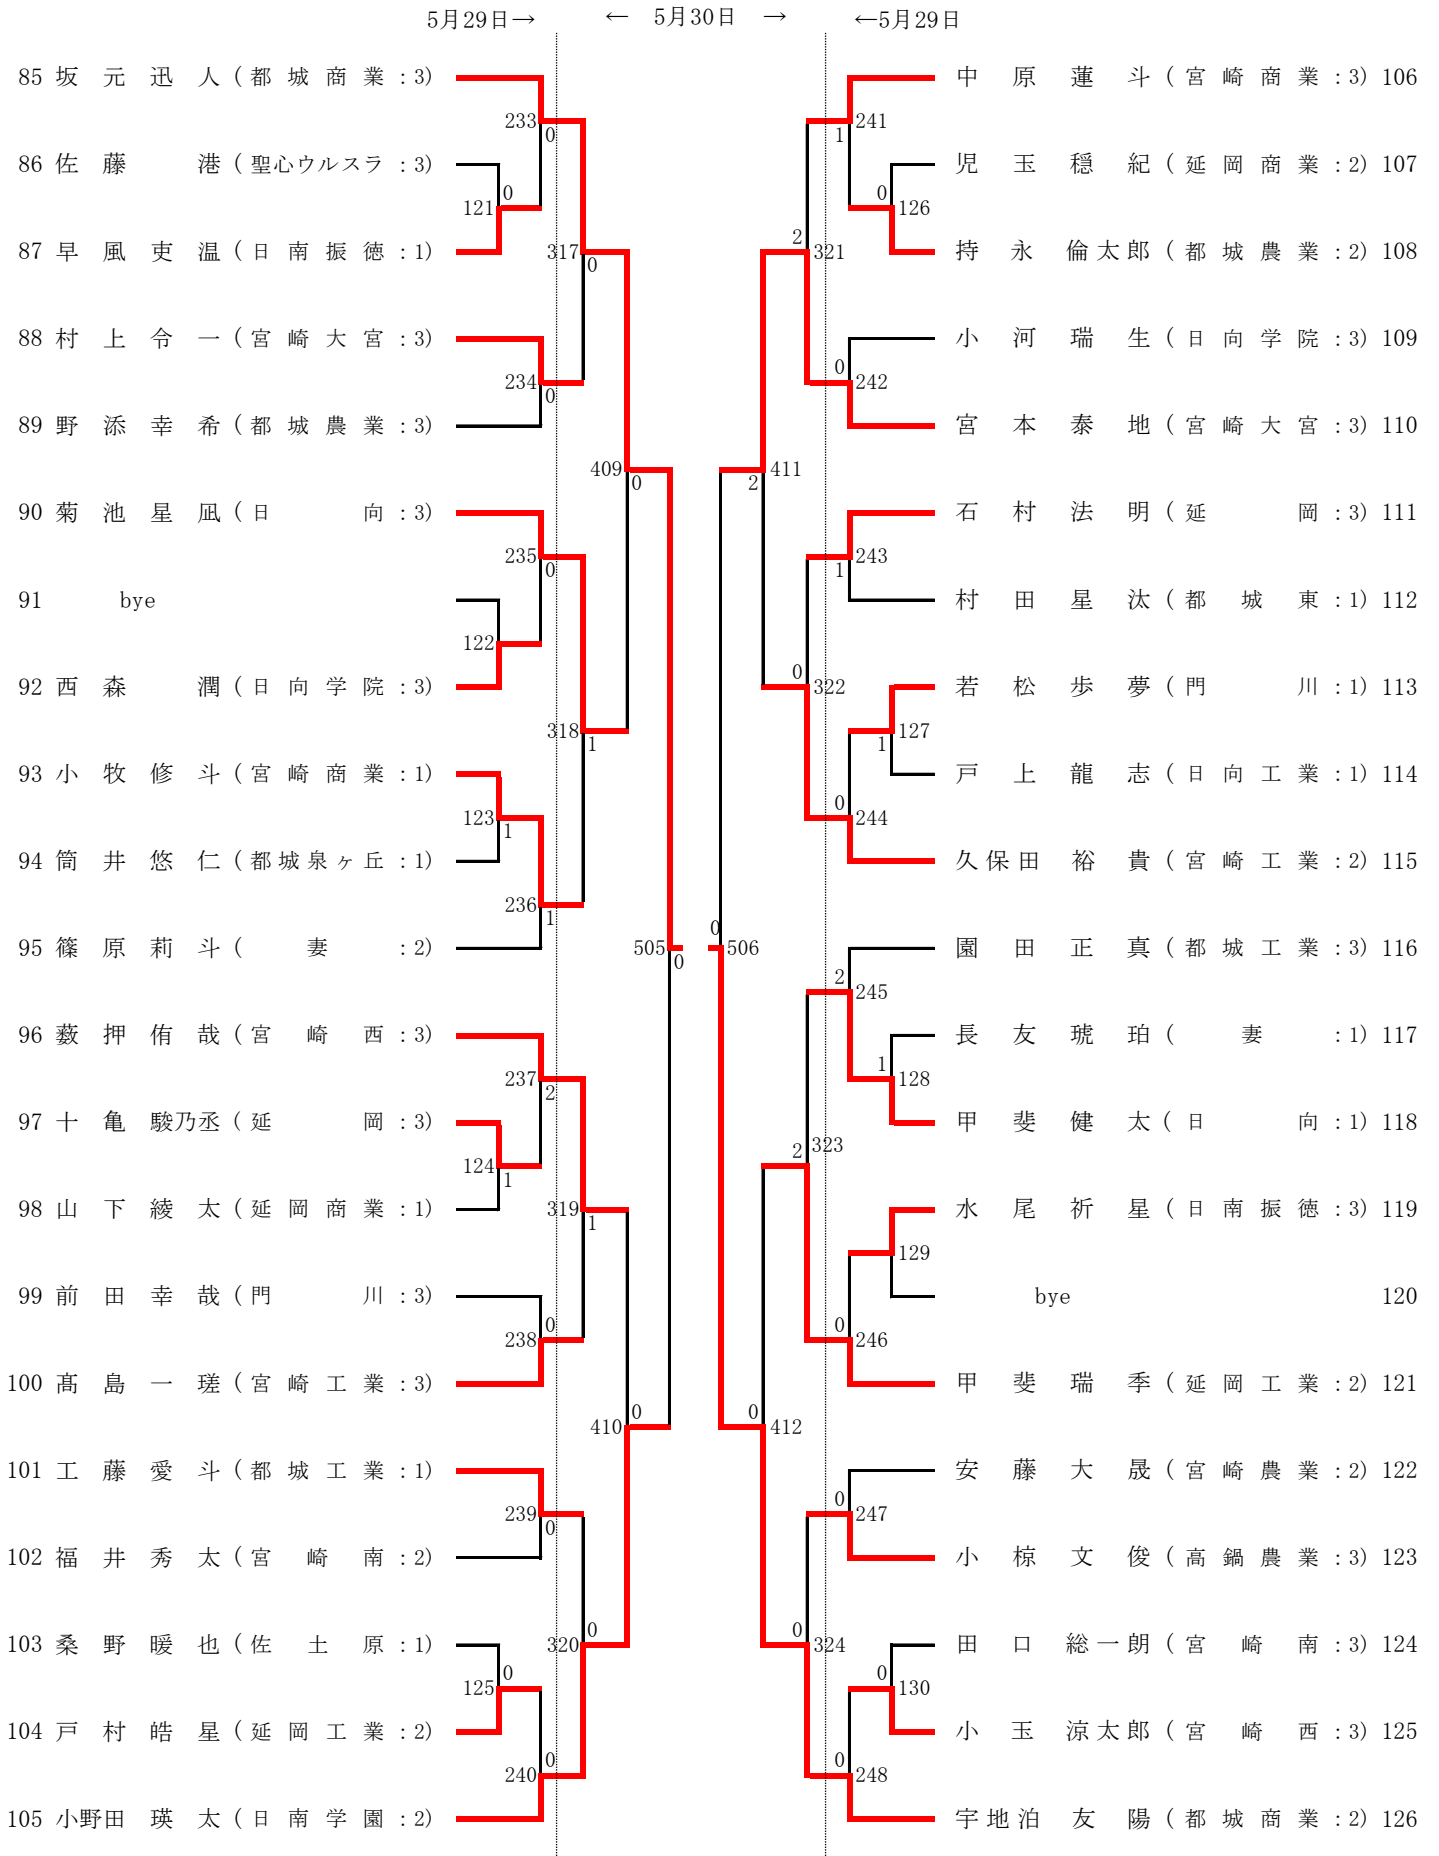 5月29日→ ← 5月30日 → ←5月29日
85 坂元迅人(都城商業:3) 中原蓮斗(宮崎商業:3) 106
233 0 1 241
86 佐藤港(聖心ウルスラ:3) 児玉穏紀(延岡商業:2) 107
121 0 0 126
87 早風吏温(日南振徳:1) 317 0 2 321 持永倫太郎(都城農業:2) 108
88 村上令一(宮崎大宮:3) 小河瑞生(日向学院:3) 109
234 0 0 242
89 野添幸希(都城農業:3) 宮本泰地(宮崎大宮:3) 110
409 0 2 411
90 菊池星凪(日向:3) 石村法明(延岡:3) 111
235 0 1 243
91 bye 村田星汰(都城東:1) 112
122
92 西森潤(日向学院:3) 0 322 若松歩夢(門川:1) 113
318 1 1 127
93 小牧修斗(宮崎商業:1) 戸上龍志(日向工業:1) 114
123 1 0 244
94 筒井悠仁(都城泉ヶ丘:1) 久保田裕貴(宮崎工業:2) 115
236 1
95 篠原莉斗(妻:2) 505 0 0 506 園田正真(都城工業:3) 116
2 245
96 薮押侑哉(宮崎西:3) 長友琥珀(妻:1) 117
237 2 1 128
97 十亀駿乃丞(延岡:3) 甲斐健太(日向:1) 118
124 1 2 323
98 山下綾太(延岡商業:1) 319 1 水尾祈星(日南振徳:3) 119
129
99 前田幸哉(門川:3) bye 120
238 0 0 246
100 髙島一瑳(宮崎工業:3) 甲斐瑞季(延岡工業:2) 121
410 0 0 412
101 工藤愛斗(都城工業:1) 安藤大晟(宮崎農業:2) 122
239 0 0 247
102 福井秀太(宮崎南:2) 小椋文俊(高鍋農業:3) 123
103 桑野暖也(佐土原:1) 320 0 0 324 田口総一朗(宮崎南:3) 124
125 0 0 130
104 戸村皓星(延岡工業:2) 小玉涼太郎(宮崎西:3) 125
240 0 0 248
105 小野田瑛太(日南学園:2) 宇地泊友陽(都城商業:2) 126